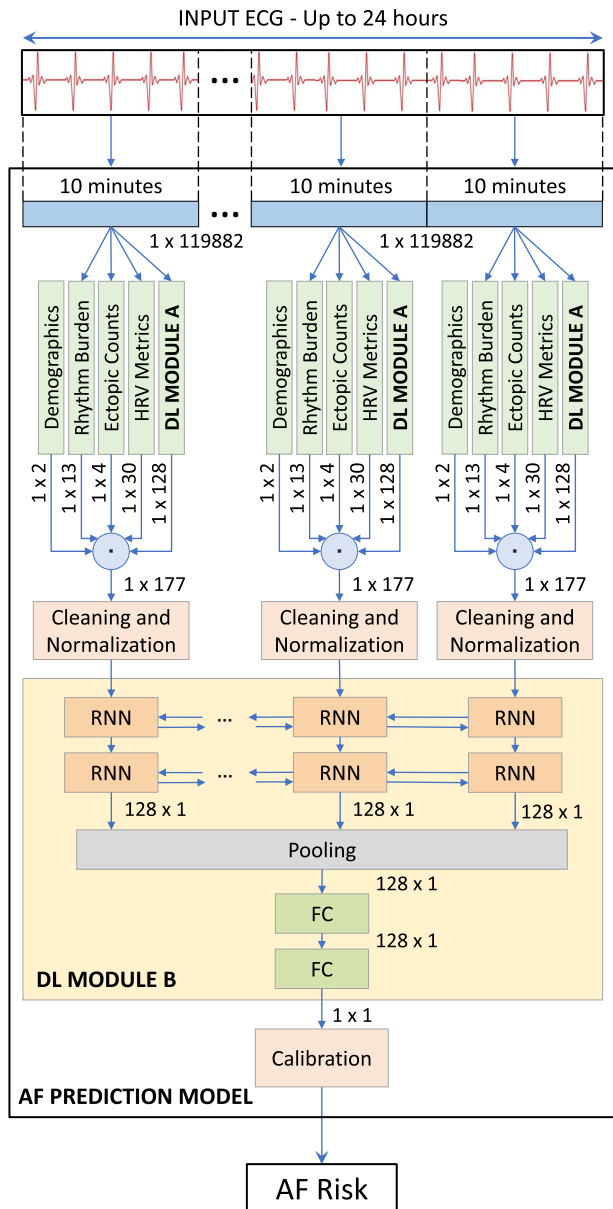 INPUT ECG - Up to 24 hours
...
10 minutes
10 minutes
10 minutes
...
1 x 119882
1 x 119882
Demographics
Rhythm Burden
Ectopic Counts
HRV Metrics
DL MODULE A
Demographics
Rhythm Burden
Ectopic Counts
HRV Metrics
DL MODULE A
Demographics
Rhythm Burden
Ectopic Counts
HRV Metrics
DL MODULE A
1 x 2
1 x 13
1 x 4
1 x 30
1 x 128
1 x 2
1 x 13
1 x 4
1 x 30
1 x 128
1 x 2
1 x 13
1 x 4
1 x 30
1 x 128
1 x 177
1 x 177
1 x 177
Cleaning and
Normalization
Cleaning and
Normalization
Cleaning and
Normalization
RNN
...
RNN
RNN
RNN
...
RNN
RNN
128 x 1
128 x 1
128 x 1
Pooling
128 x 1
FC
128 x 1
FC
DL MODULE B
1 x 1
Calibration
AF PREDICTION MODEL
AF Risk